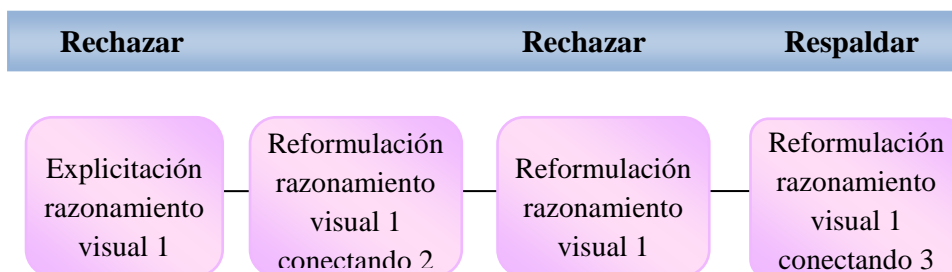 Rechazar Rechazar Respaldar
Explicitación
razonamiento
visual 1
Reformulación
razonamiento
visual 1
conectando 2
Reformulación
razonamiento
visual 1
Reformulación
razonamiento
visual 1
conectando 3